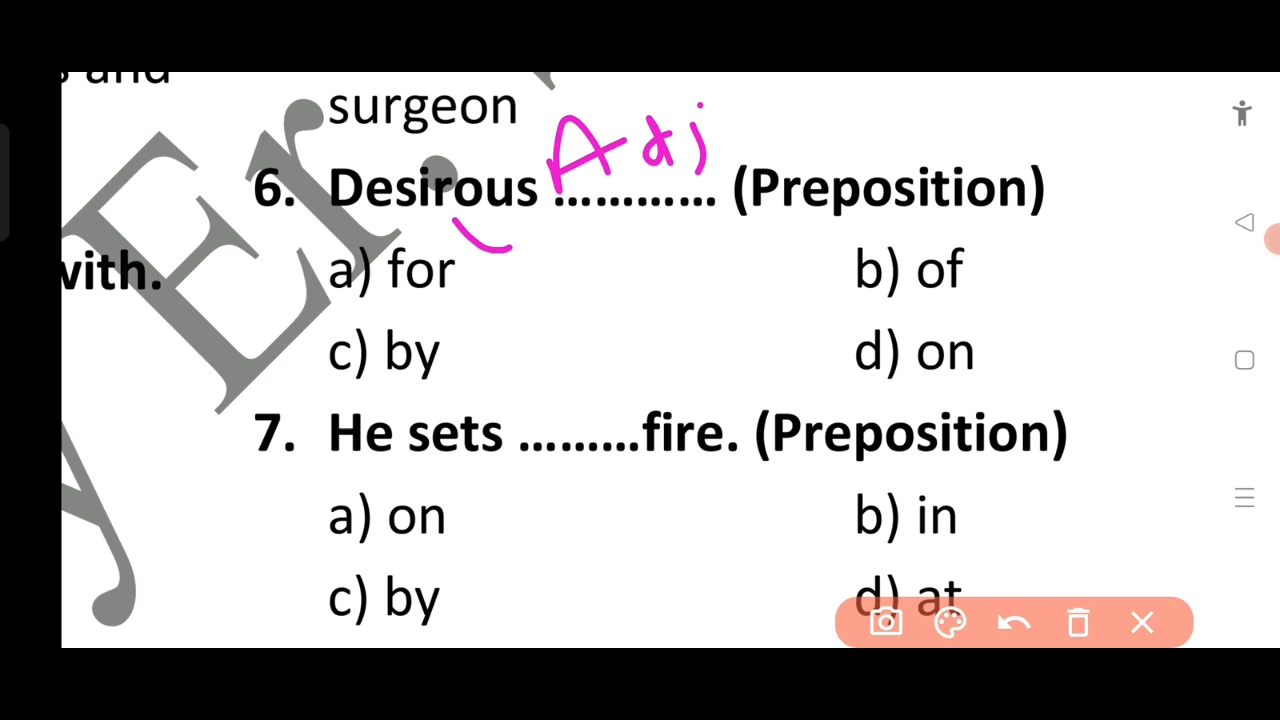 s and
surgeon
Adj
6. Desirous ………… (Preposition)
with.
a) for b) of
c) by d) on
7. He sets ………fire. (Preposition)
a) on b) in
c) by d) at
y Er.